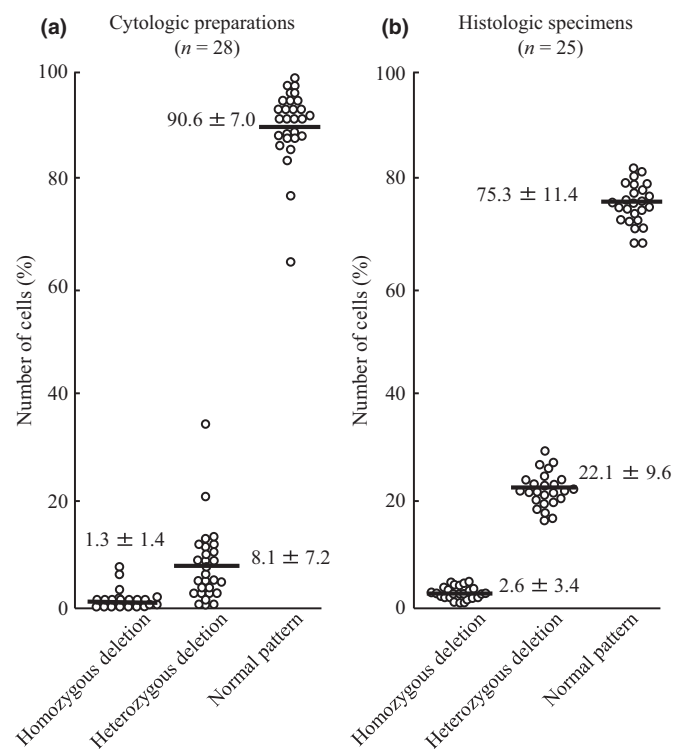 (a) Cytologic preparations
(n = 28)
100
80
60
40
20
0
Number of cells (%)
90.6 ± 7.0
1.3 ± 1.4
8.1 ± 7.2
Homozygous deletion
Heterozygous deletion
Normal pattern
(b) Histologic specimens
(n = 25)
100
80
60
40
20
0
Number of cells (%)
75.3 ± 11.4
22.1 ± 9.6
2.6 ± 3.4
Homozygous deletion
Heterozygous deletion
Normal pattern